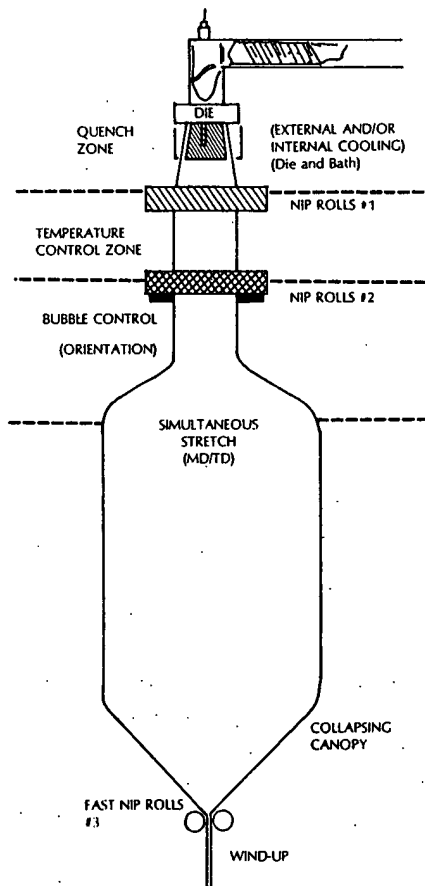 DIE
QUENCH
ZONE
(EXTERNAL AND/OR
INTERNAL COOLING)
(Die and Bath)
NIP ROLLS #1
TEMPERATURE
CONTROL ZONE
NIP ROLLS #2
BUBBLE CONTROL
(ORIENTATION)
SIMULTANEOUS
STRETCH
(MD/TD)
COLLAPSING
CANOPY
FAST NIP ROLLS
#3
WIND-UP